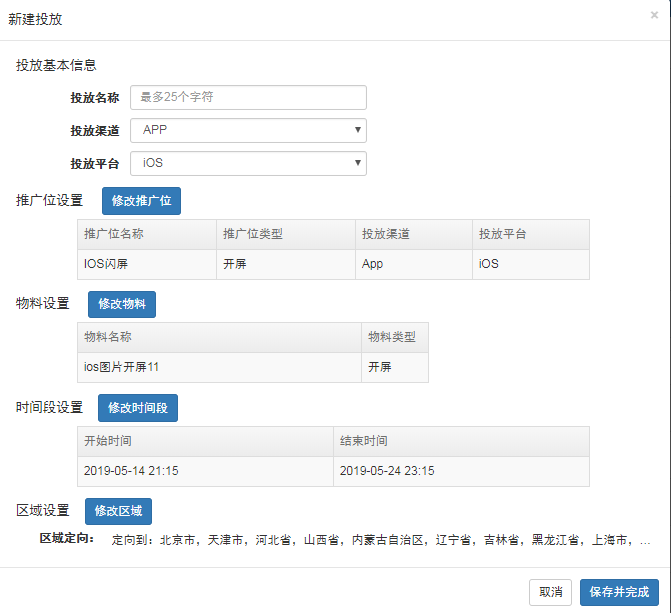 新建投放 ×
投放基本信息
投放名称 最多25个字符
投放渠道 APP
投放平台 iOS
推广位设置 修改推广位
推广位名称 推广位类型 投放渠道 投放平台
IOS闪屏 开屏 App iOS
物料设置 修改物料
物料名称 物料类型
ios图片开屏11 开屏
时间段设置 修改时间段
开始时间 结束时间
2019-05-14 21:15 2019-05-24 23:15
区域设置 修改区域
区域定向: 定向到: 北京市, 天津市, 河北省, 山西省, 内蒙古自治区, 辽宁省, 吉林省, 黑龙江省, 上海市, ...
取消 保存并完成